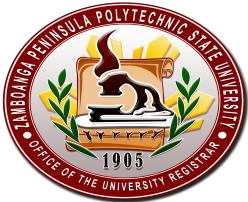 ZAMBOANGA PENINSULA POLYTECHNIC STATE UNIVERSITY
1905
• OFFICE OF THE UNIVERSITY REGISTRAR •